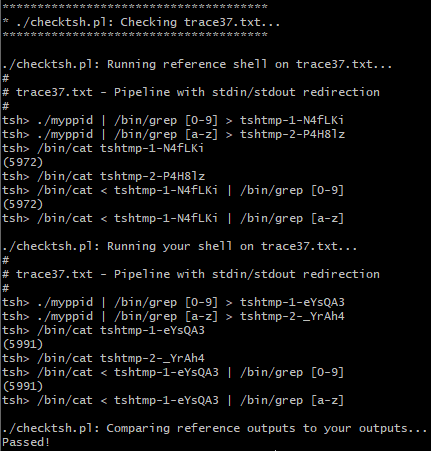 **************************************
* ./checktsh.pl: Checking trace37.txt...
**************************************
./checktsh.pl: Running reference shell on trace37.txt...
#
# trace37.txt - Pipeline with stdin/stdout redirection
#
tsh> ./myppid | /bin/grep [0-9] > tshtmp-1-N4fLKi
tsh> ./myppid | /bin/grep [a-z] > tshtmp-2-P4H8lz
tsh> /bin/cat tshtmp-1-N4fLKi
(5972)
tsh> /bin/cat tshtmp-2-P4H8lz
tsh> /bin/cat < tshtmp-1-N4fLKi | /bin/grep [0-9]
(5972)
tsh> /bin/cat < tshtmp-1-N4fLKi | /bin/grep [a-z]
./checktsh.pl: Running your shell on trace37.txt...
#
# trace37.txt - Pipeline with stdin/stdout redirection
#
tsh> ./myppid | /bin/grep [0-9] > tshtmp-1-eYsQA3
tsh> ./myppid | /bin/grep [a-z] > tshtmp-2-_YrAh4
tsh> /bin/cat tshtmp-1-eYsQA3
(5991)
tsh> /bin/cat tshtmp-2-_YrAh4
tsh> /bin/cat < tshtmp-1-eYsQA3 | /bin/grep [0-9]
(5991)
tsh> /bin/cat < tshtmp-1-eYsQA3 | /bin/grep [a-z]
./checktsh.pl: Comparing reference outputs to your outputs...
Passed!